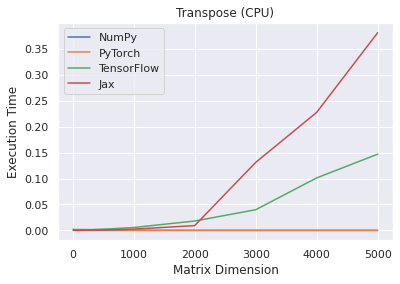 Transpose (CPU)
NumPy
PyTorch
TensorFlow
Jax
Execution Time
0.35
0.30
0.25
0.20
0.15
0.10
0.05
0.00
0 1000 2000 3000 4000 5000
Matrix Dimension